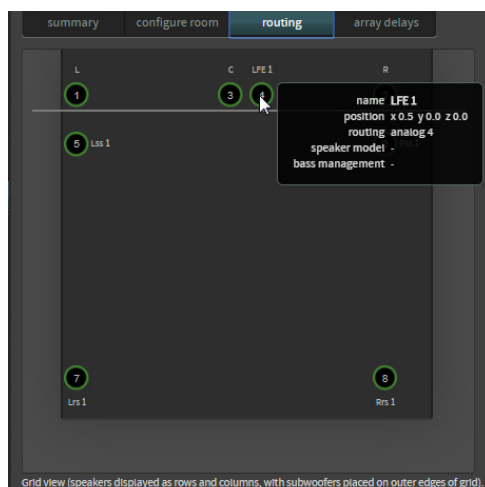 summary configure room routing array delays
L C LFE 1 R
1 3 4
name LFE 1
position x 0.5 y 0.0 z 0.0
routing analog 4
speaker model -
bass management -
5 Lss 1
7 8
Lrs 1 Rrs 1
Grid view (speakers displayed as rows and columns, with subwoofers placed on outer edges of grid).